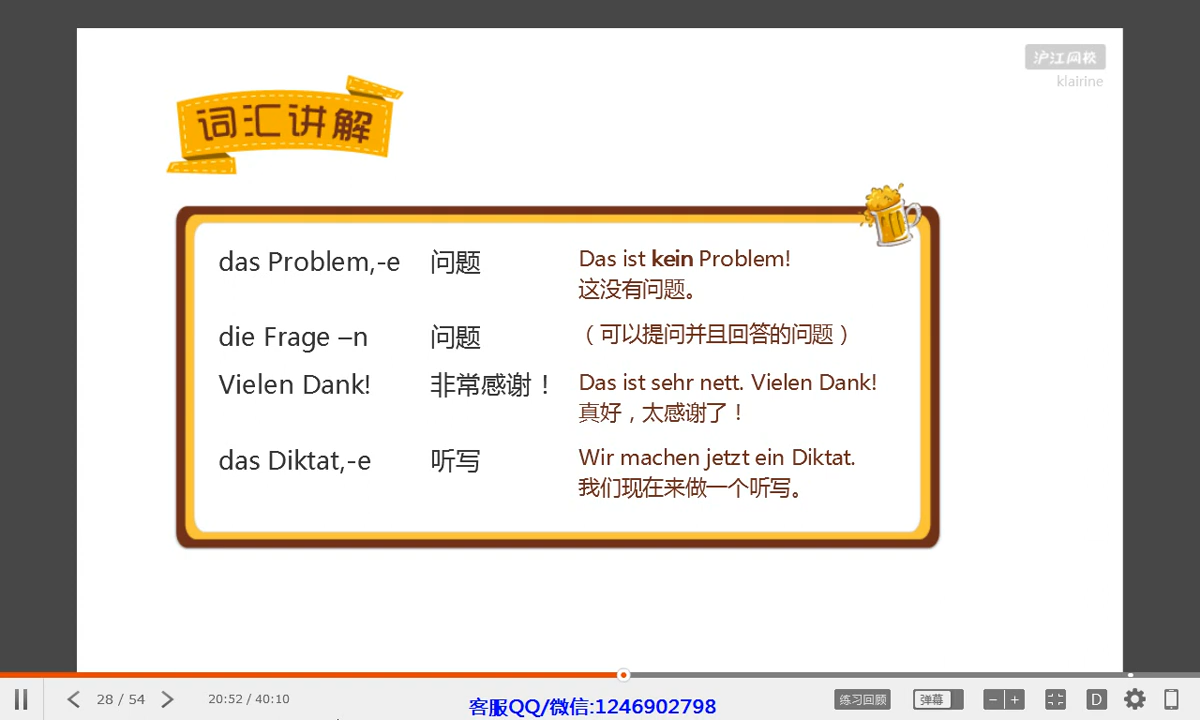 沪江网校
klairine
词汇讲解
das Problem,-e 问题 Das ist kein Problem!
这没有问题。
die Frage –n 问题 （可以提问并且回答的问题）
Vielen Dank! 非常感谢！ Das ist sehr nett. Vielen Dank!
真好，太感谢了！
das Diktat,-e 听写 Wir machen jetzt ein Diktat.
我们现在来做一个听写。
28 / 54 20:52 / 40:10 客服QQ/微信:1246902798 练习回顾 弹幕 D